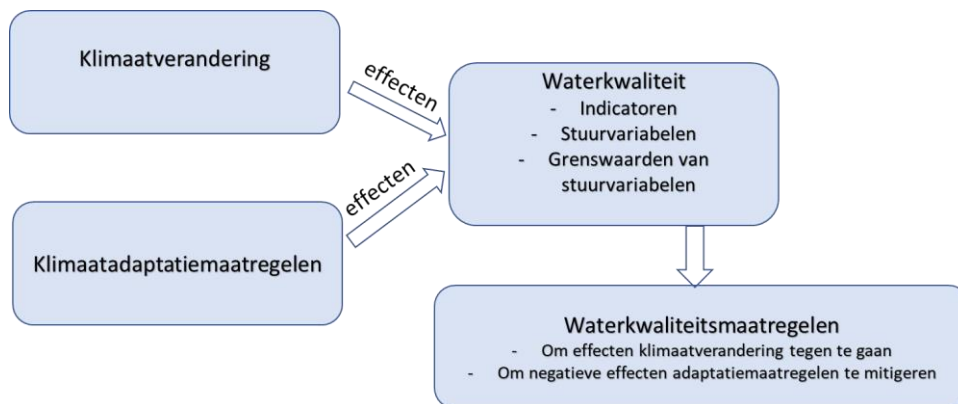 Klimaatverandering
effecten
Waterkwaliteit
- Indicatoren
- Stuurvariabelen
- Grenswaarden van
stuurvariabelen
effecten
Klimaatadaptatiemaatregelen
Waterkwaliteitsmaatregelen
- Om effecten klimaatverandering tegen te gaan
- Om negatieve effecten adaptatiemaatregelen te mitigeren